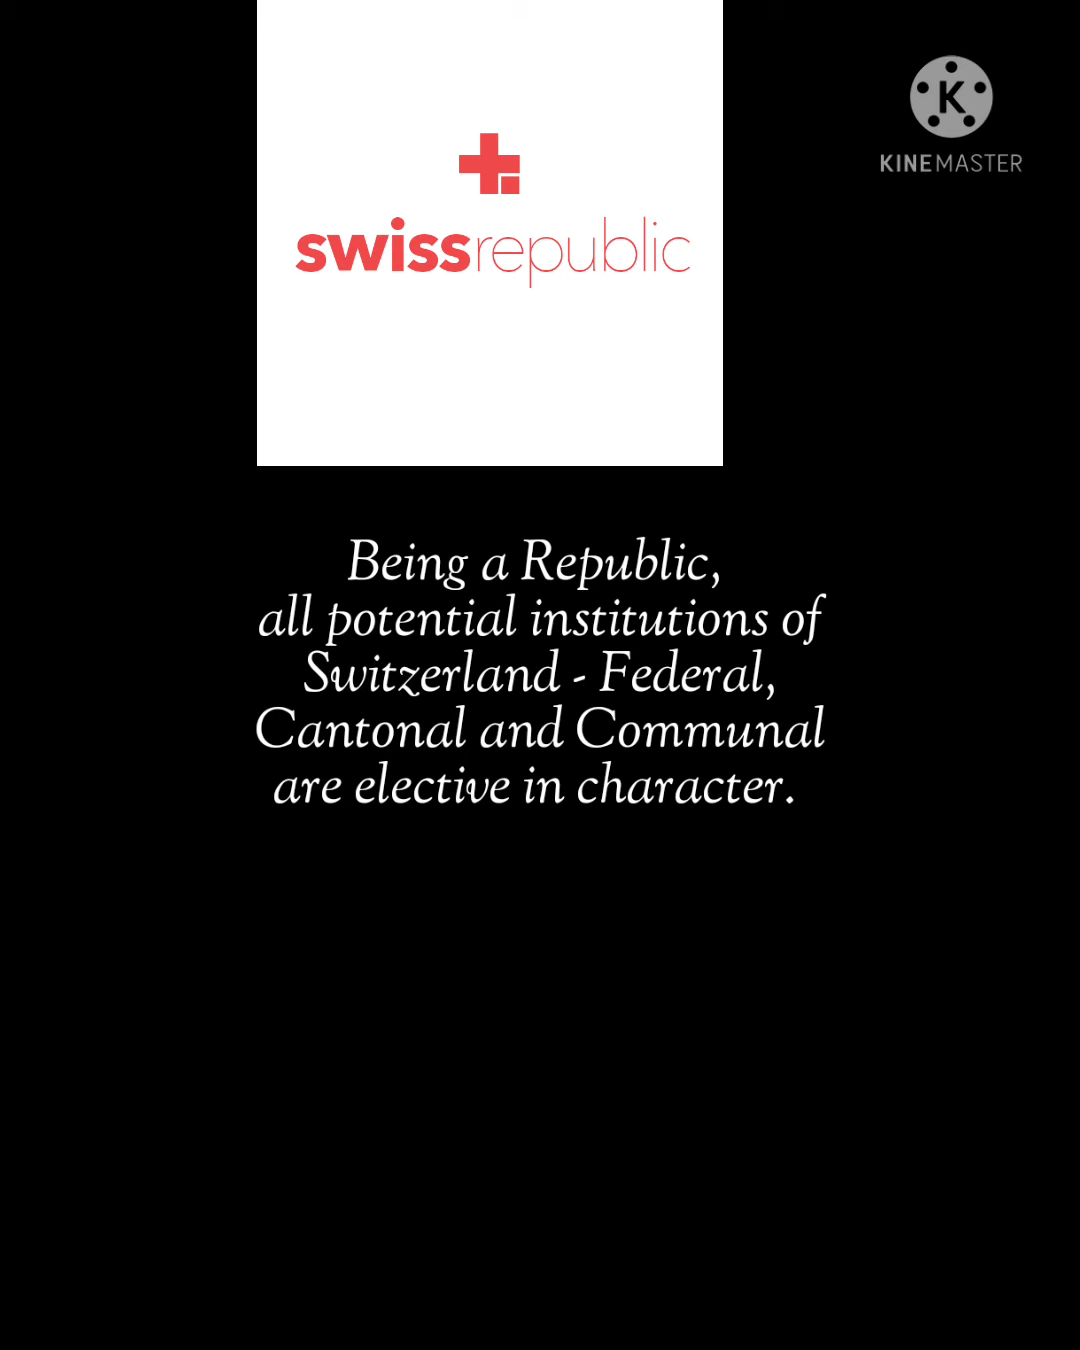 swissrepublic
K
KINEMASTER
Being a Republic,
all potential institutions of
Switzerland - Federal,
Cantonal and Communal
are elective in character.